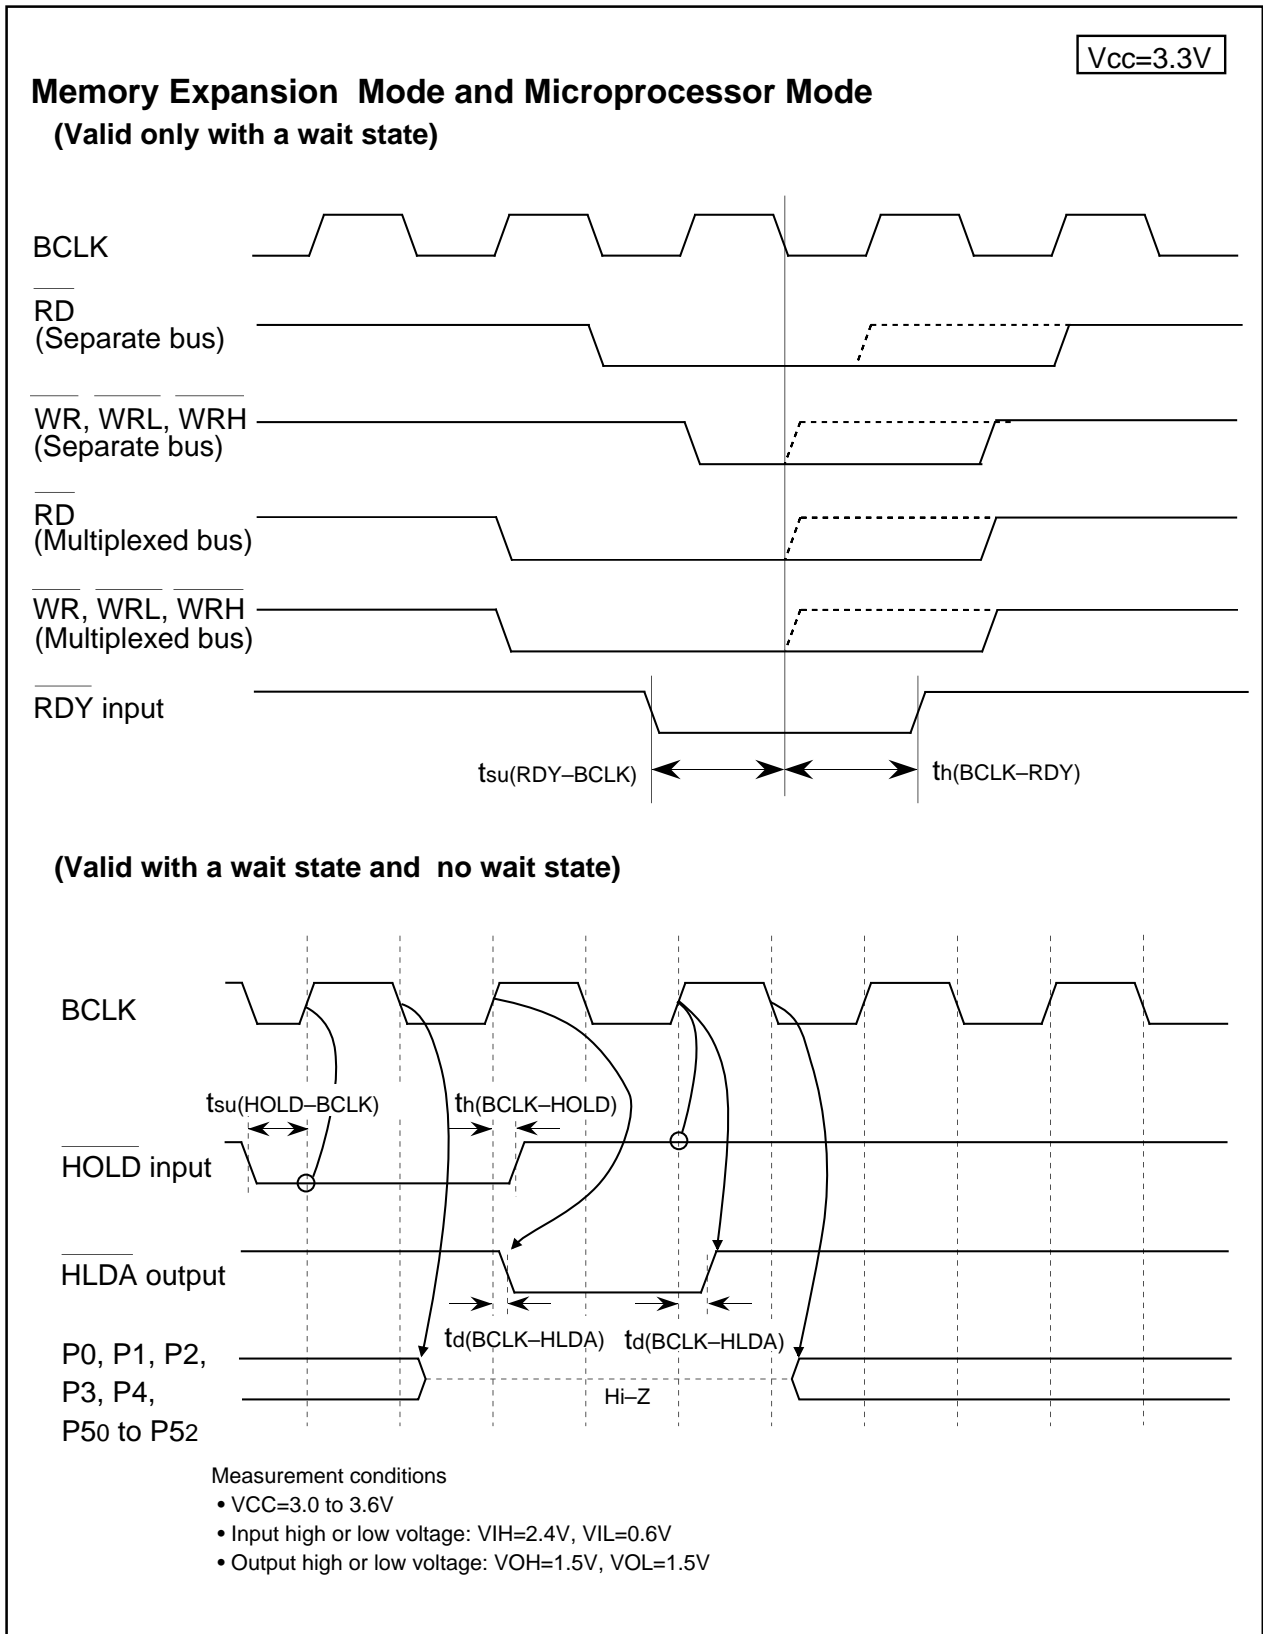 Vcc=3.3V
Memory Expansion Mode and Microprocessor Mode
(Valid only with a wait state)
BCLK
RD
(Separate bus)
WR, WRL, WRH
(Separate bus)
RD
(Multiplexed bus)
WR, WRL, WRH
(Multiplexed bus)
RDY input
tsu(RDY–BCLK)
th(BCLK–RDY)
(Valid with a wait state and no wait state)
BCLK
tsu(HOLD–BCLK)
th(BCLK–HOLD)
HOLD input
HLDA output
td(BCLK–HLDA)
td(BCLK–HLDA)
P0, P1, P2,
P3, P4,
P50 to P52
Hi–Z
Measurement conditions
• VCC=3.0 to 3.6V
• Input high or low voltage: VIH=2.4V, VIL=0.6V
• Output high or low voltage: VOH=1.5V, VOL=1.5V